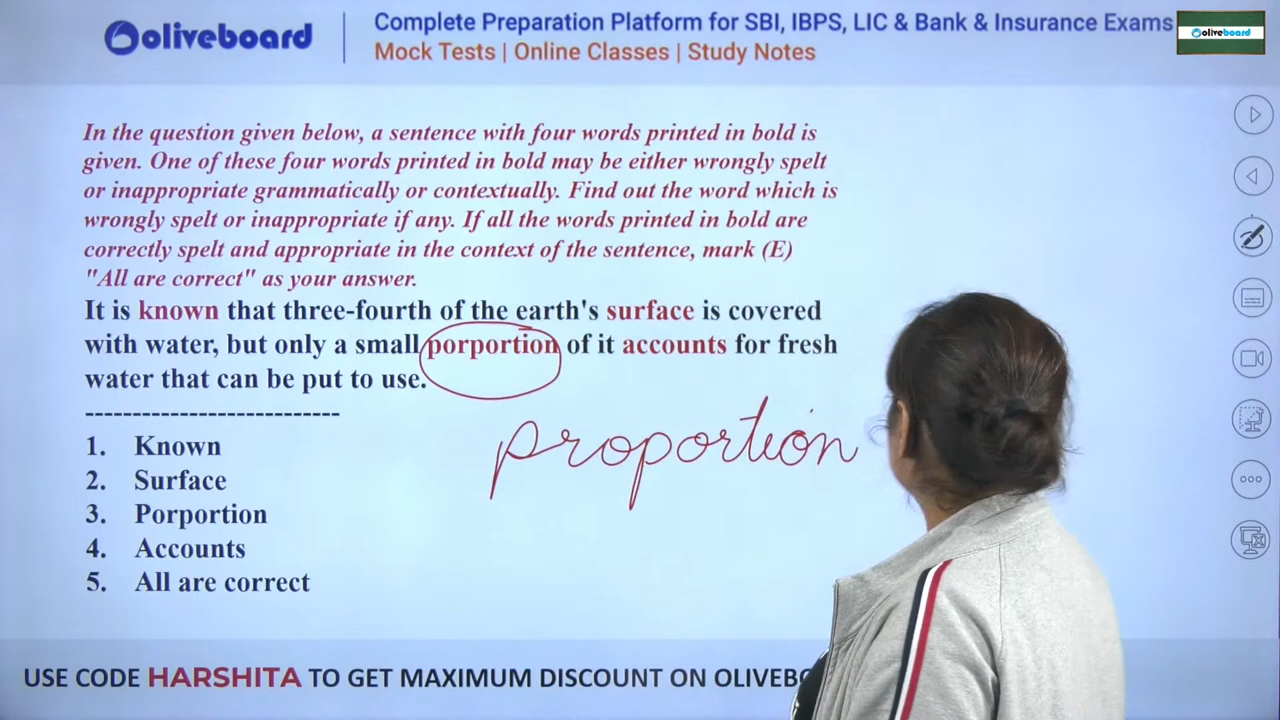 oliveboard
Complete Preparation Platform for SBI, IBPS, LIC & Bank & Insurance Exams
Mock Tests | Online Classes | Study Notes
oliveboard
In the question given below, a sentence with four words printed in bold is
given. One of these four words printed in bold may be either wrongly spelt
or inappropriate grammatically or contextually. Find out the word which is
wrongly spelt or inappropriate if any. If all the words printed in bold are
correctly spelt and appropriate in the context of the sentence, mark (E)
"All are correct" as your answer.
It is known that three-fourth of the earth's surface is covered
with water, but only a small porportion of it accounts for fresh
water that can be put to use.
---------------------------
proportion
1. Known
2. Surface
3. Porportion
4. Accounts
5. All are correct
USE CODE HARSHITA TO GET MAXIMUM DISCOUNT ON